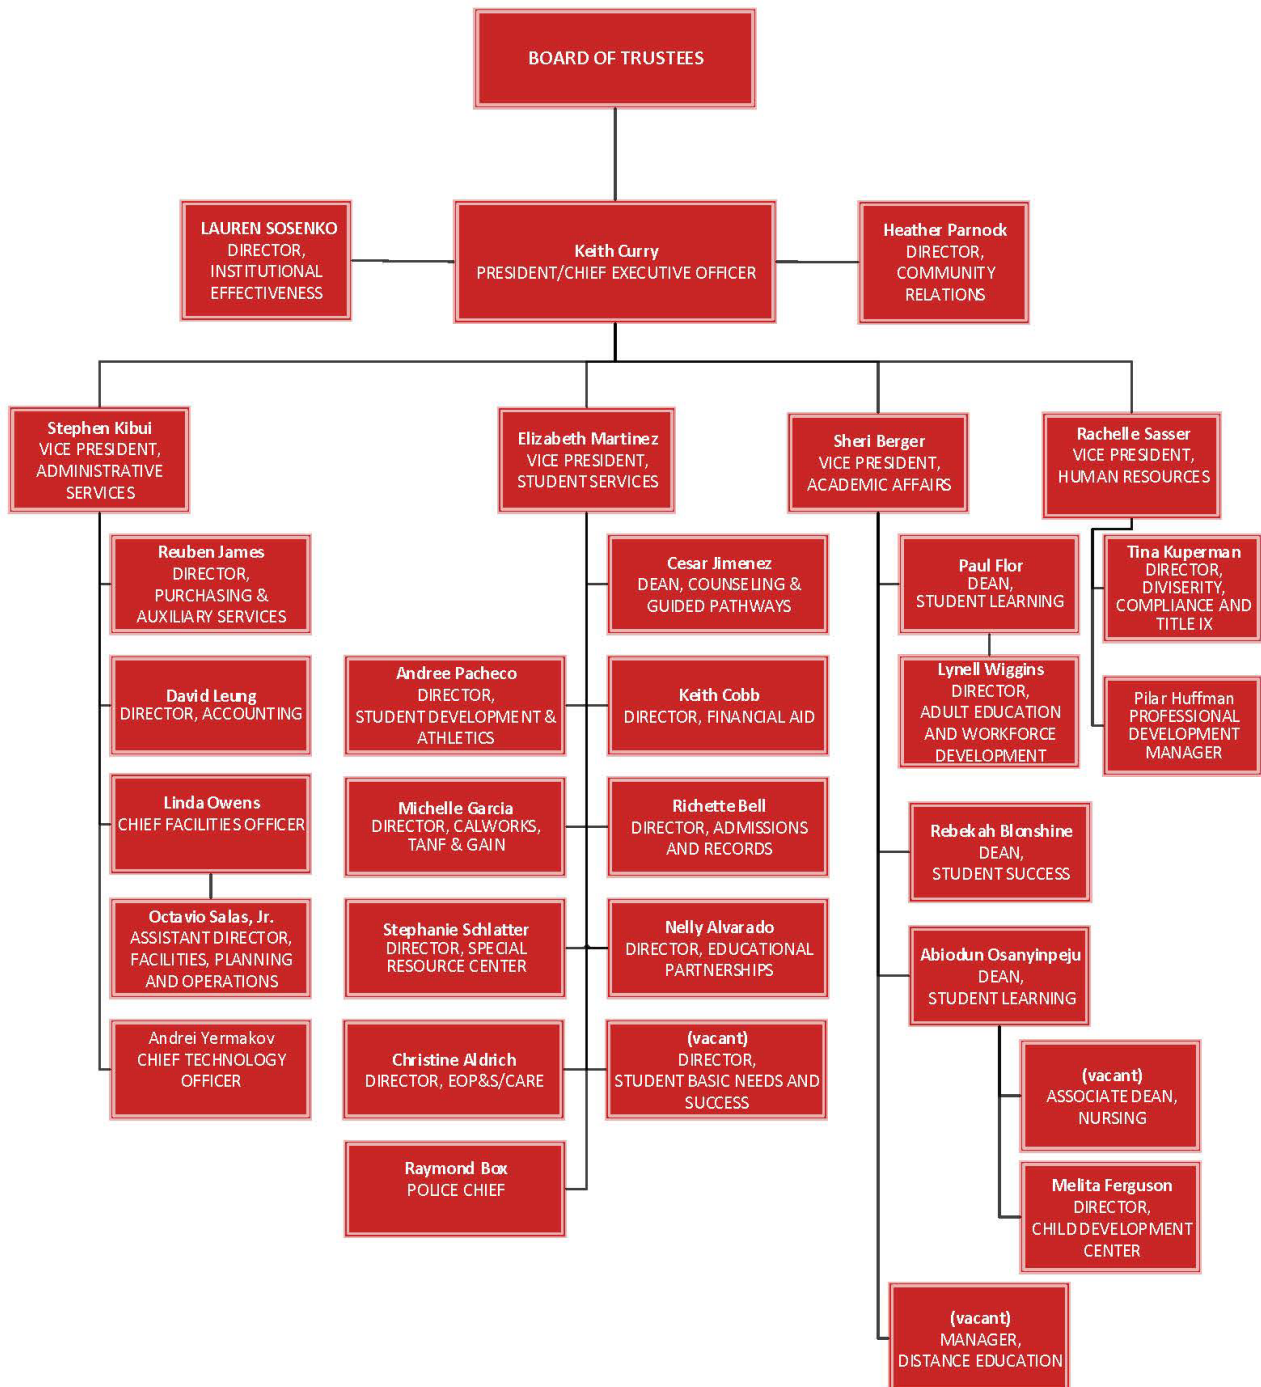 BOARD OF TRUSTEES
LAUREN SOSENKO
DIRECTOR,
INSTITUTIONAL
EFFECTIVENESS
Keith Curry
PRESIDENT/CHIEF EXECUTIVE OFFICER
Heather Parnock
DIRECTOR,
COMMUNITY
RELATIONS
Stephen Kibui
VICE PRESIDENT,
ADMINISTRATIVE
SERVICES
Elizabeth Martinez
VICE PRESIDENT,
STUDENT SERVICES
Sheri Berger
VICE PRESIDENT,
ACADEMIC AFFAIRS
Rachelle Sasser
VICE PRESIDENT,
HUMAN RESOURCES
Reuben James
DIRECTOR,
PURCHASING &
AUXILIARY SERVICES
David Leung
DIRECTOR, ACCOUNTING
Linda Owens
CHIEF FACILITIES OFFICER
Octavio Salas, Jr.
ASSISTANT DIRECTOR,
FACILITIES, PLANNING
AND OPERATIONS
Andrei Yermakov
CHIEF TECHNOLOGY
OFFICER
Cesar Jimenez
DEAN, COUNSELING &
GUIDED PATHWAYS
Andree Pacheco
DIRECTOR,
STUDENT DEVELOPMENT &
ATHLETICS
Keith Cobb
DIRECTOR, FINANCIAL AID
Michelle Garcia
DIRECTOR, CALWORKS,
TANF & GAIN
Richette Bell
DIRECTOR, ADMISSIONS
AND RECORDS
Stephanie Schlatter
DIRECTOR, SPECIAL
RESOURCE CENTER
Nelly Alvarado
DIRECTOR, EDUCATIONAL
PARTNERSHIPS
Christine Aldrich
DIRECTOR, EOP&S/CARE
(vacant)
DIRECTOR,
STUDENT BASIC NEEDS AND
SUCCESS
Raymond Box
POLICE CHIEF
Paul Flor
DEAN,
STUDENT LEARNING
Lynell Wiggins
DIRECTOR,
ADULT EDUCATION
AND WORKFORCE
DEVELOPMENT
Rebekah Blonshine
DEAN,
STUDENT SUCCESS
Abiodun Osanyinpeju
DEAN,
STUDENT LEARNING
(vacant)
ASSOCIATE DEAN,
NURSING
Melita Ferguson
DIRECTOR,
CHILD DEVELOPMENT
CENTER
(vacant)
MANAGER,
DISTANCE EDUCATION
Tina Kuperman
DIRECTOR,
DIVISERITY,
COMPLIANCE AND
TITLE IX
Pilar Huffman
PROFESSIONAL
DEVELOPMENT
MANAGER